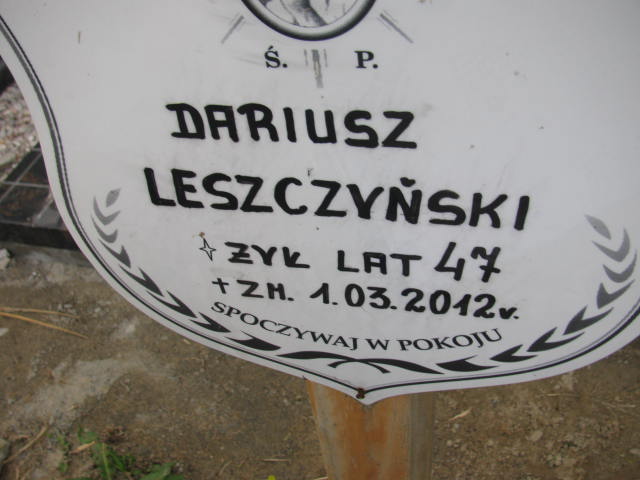 Ś. P.
DARIUSZ
LESZCZYŃSKI
ŻYŁ LAT 47
+ ZM. 1.03.2012r.
SPOCZYWAJ W POKOJU